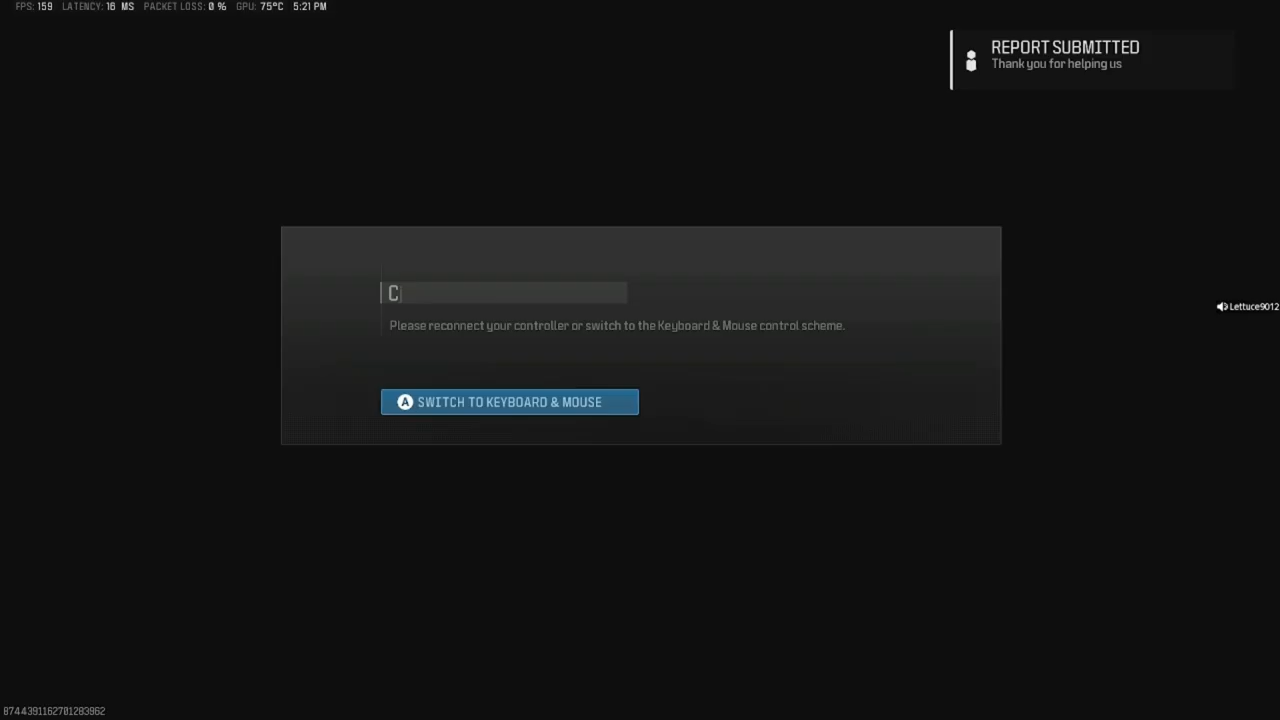 FPS: 159 LATENCY: 16 MS PACKET LOSS: 0 % GPU: 75°C 5:21 PM
REPORT SUBMITTED
Thank you for helping us
C
Lettuce9012
Please reconnect your controller or switch to the Keyboard & Mouse control scheme.
A SWITCH TO KEYBOARD & MOUSE
8744391162701283962